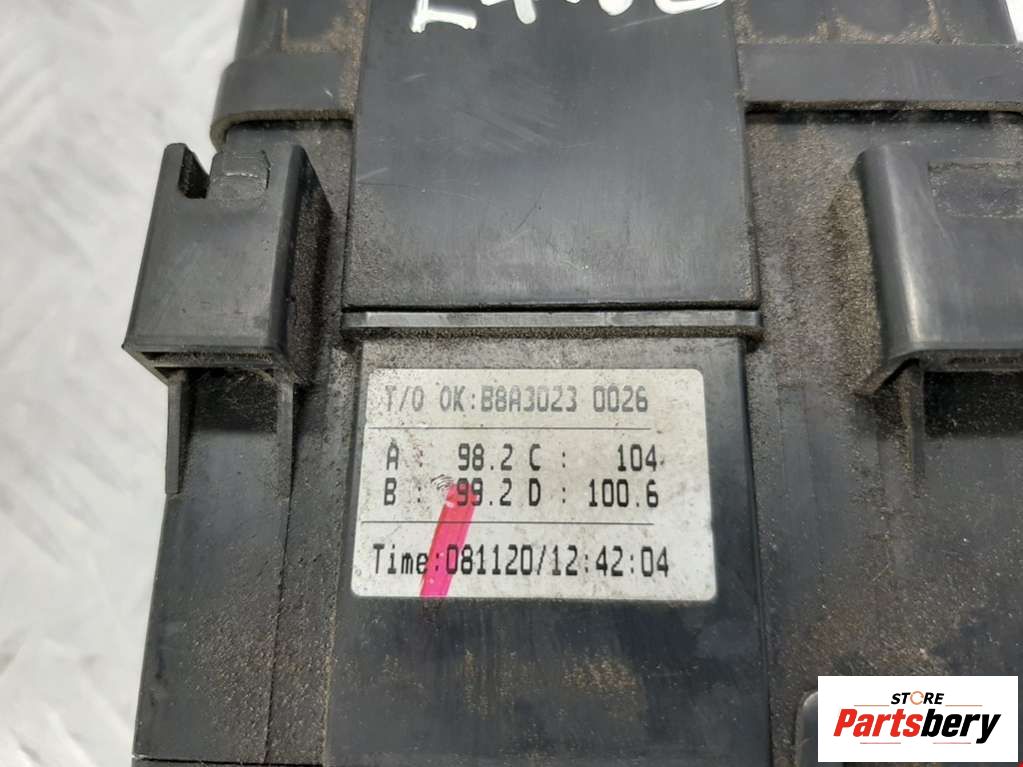 T/O OK:B8A3023 0026
A : 98.2 C : 104
B : 99.2 D : 100.6
Time:081120/12:42:04
STORE
Partsbery